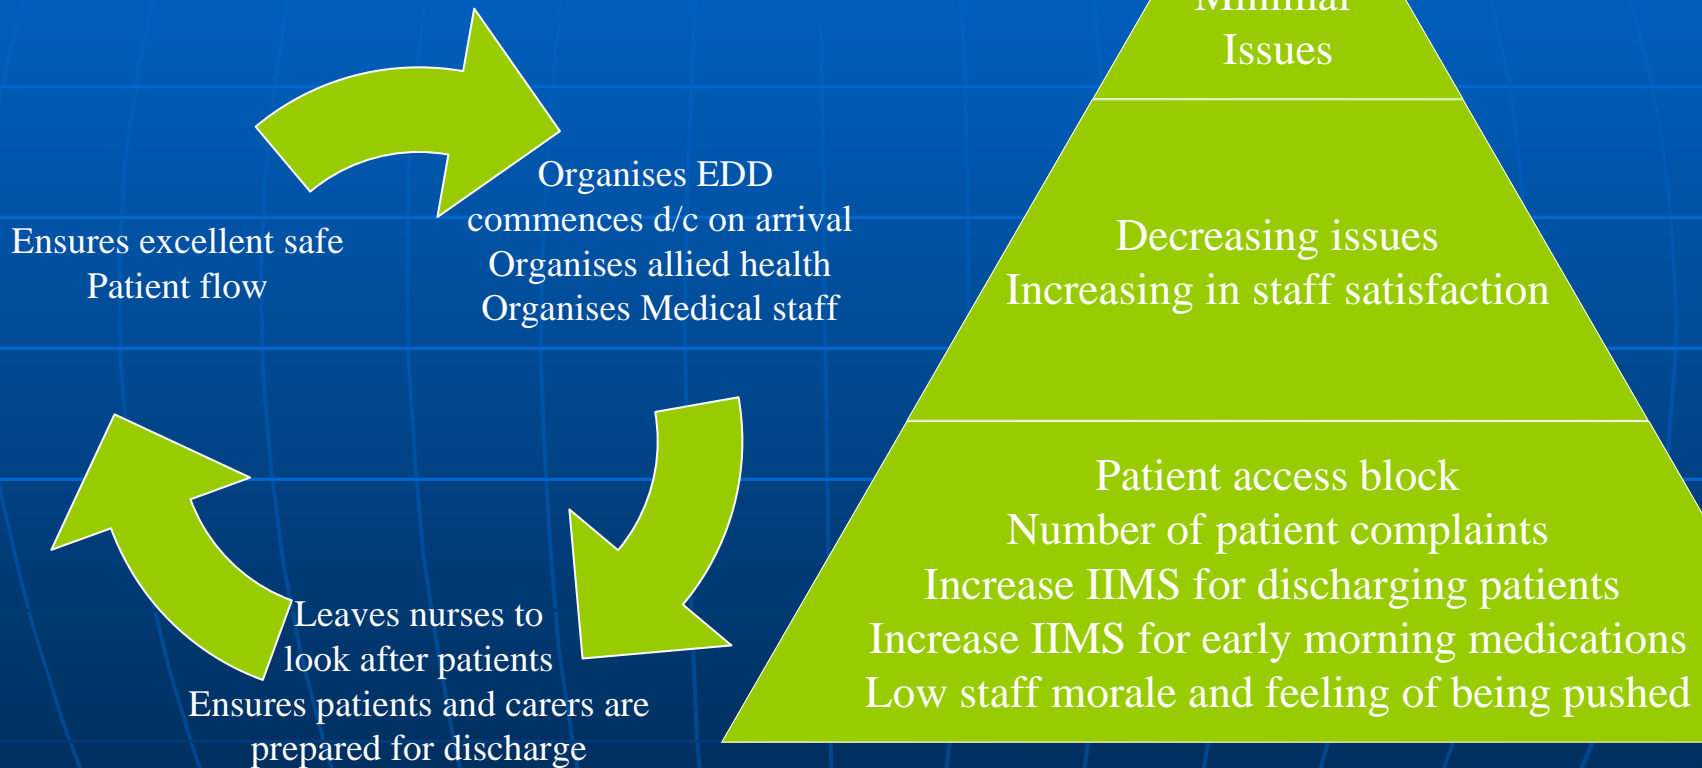 Ensures excellent safe
Patient flow
Organises EDD
commences d/c on arrival
Organises allied health
Organises Medical staff
Leaves nurses to
look after patients
Ensures patients and carers are
prepared for discharge
Minimal
Issues
Decreasing issues
Increasing in staff satisfaction
Patient access block
Number of patient complaints
Increase IIMS for discharging patients
Increase IIMS for early morning medications
Low staff morale and feeling of being pushed